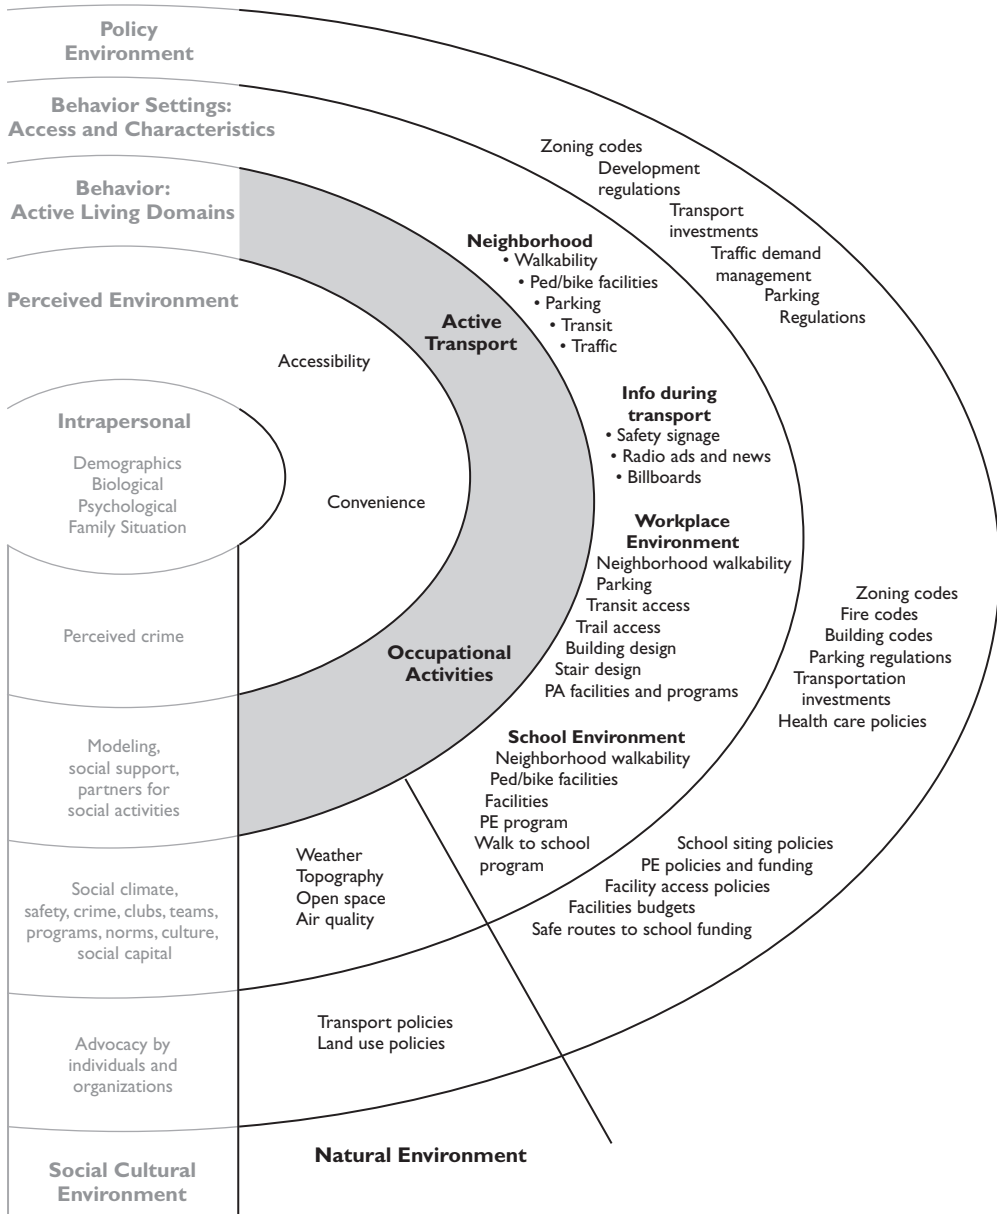 Policy
Environment
Behavior Settings:
Access and Characteristics
Behavior:
Active Living Domains
Perceived Environment
Intrapersonal
Demographics
Biological
Psychological
Family Situation
Perceived crime
Modeling,
social support,
partners for
social activities
Social climate,
safety, crime, clubs, teams,
programs, norms, culture,
social capital
Advocacy by
individuals and
organizations
Social Cultural
Environment
Accessibility
Convenience
Active
Transport
Occupational
Activities
Neighborhood
• Walkability
• Ped/bike facilities
• Parking
• Transit
• Traffic
Info during
transport
• Safety signage
• Radio ads and news
• Billboards
Workplace
Environment
Neighborhood walkability
Parking
Transit access
Trail access
Building design
Stair design
PA facilities and programs
School Environment
Neighborhood walkability
Ped/bike facilities
Facilities
PE program
Walk to school
program
Weather
Topography
Open space
Air quality
Zoning codes
Development
regulations
Transport
investments
Traffic demand
management
Parking
Regulations
Zoning codes
Fire codes
Building codes
Parking regulations
Transportation
investments
Health care policies
School siting policies
PE policies and funding
Facility access policies
Facilities budgets
Safe routes to school funding
Transport policies
Land use policies
Natural Environment